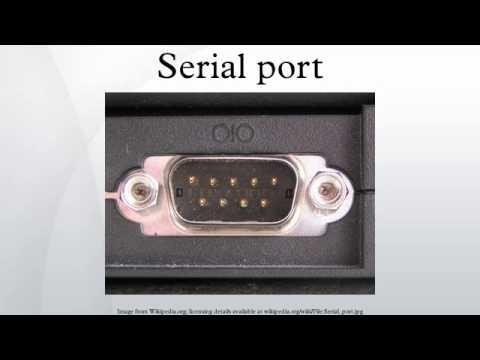 Serial port
IOIO
Image from Wikipedia.org, licensing details available at wikipedia.org/wiki/File:Serial_port.jpg